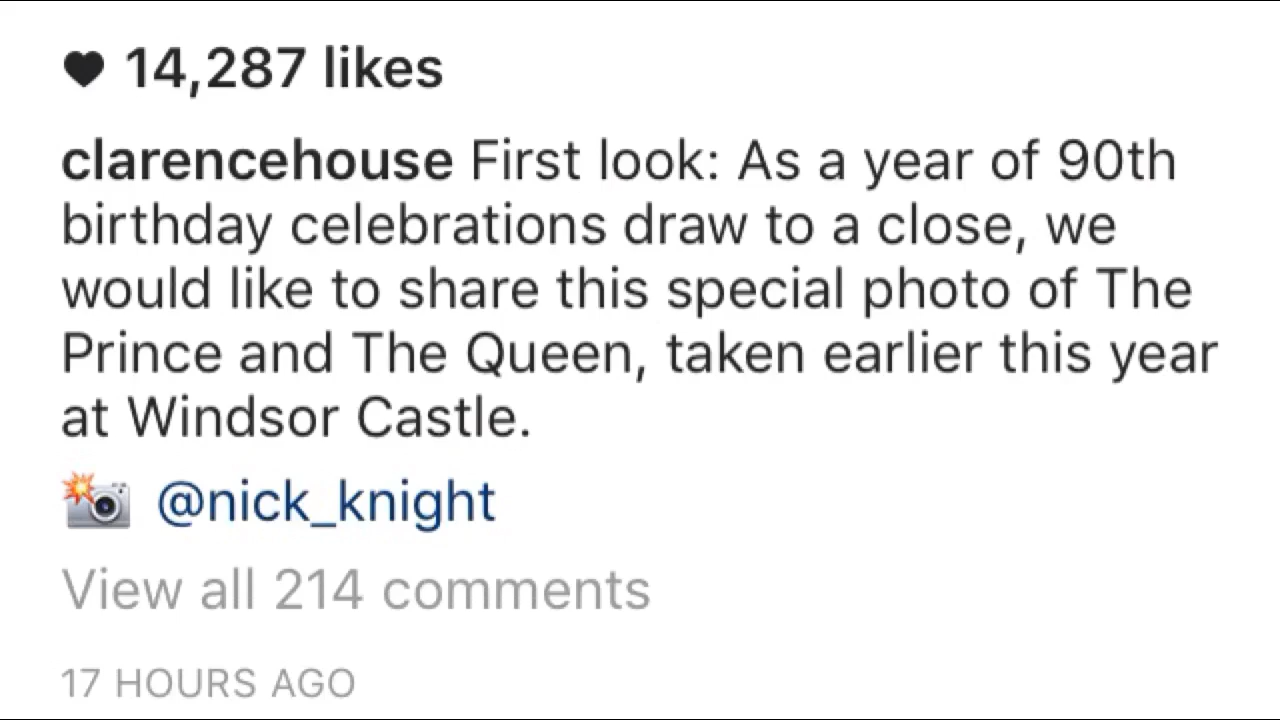 14,287 likes
clarencehouse First look: As a year of 90th
birthday celebrations draw to a close, we
would like to share this special photo of The
Prince and The Queen, taken earlier this year
at Windsor Castle.
@nick_knight
View all 214 comments
17 HOURS AGO